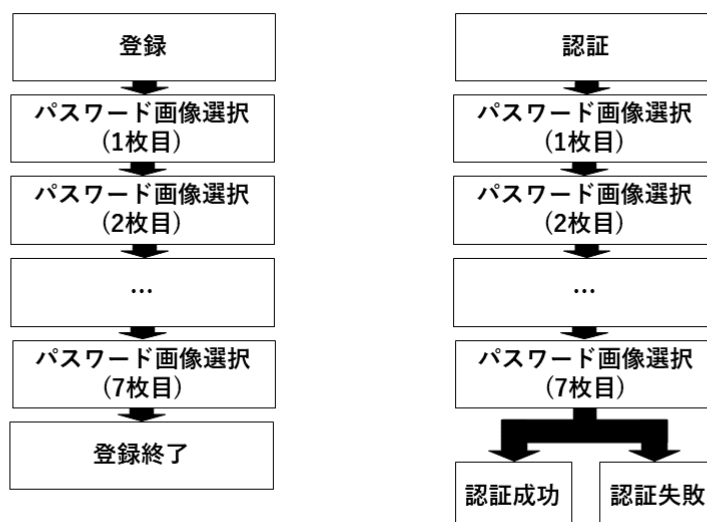 登録
パスワード画像選択
(1枚目)
パスワード画像選択
(2枚目)
…
パスワード画像選択
(7枚目)
登録終了
認証
パスワード画像選択
(1枚目)
パスワード画像選択
(2枚目)
…
パスワード画像選択
(7枚目)
認証成功
認証失敗